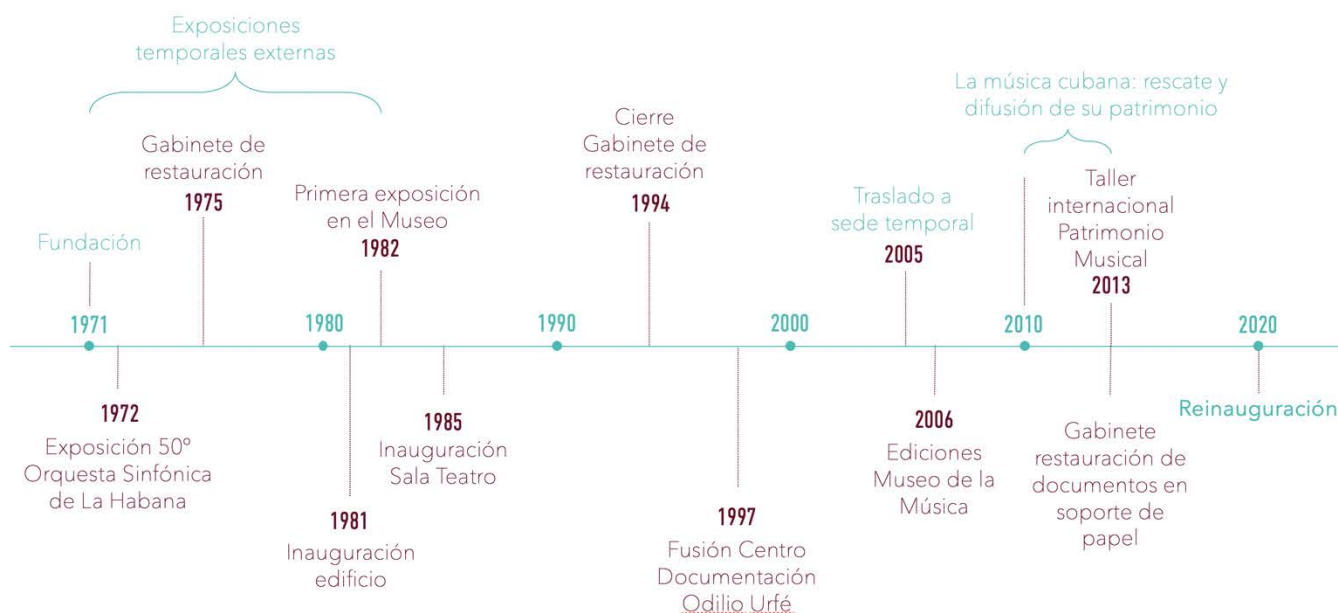 Exposiciones
temporales externas
La música cubana: rescate y
difusión de su patrimonio
Gabinete de
restauración
1975
Cierre
Gabinete de
restauración
1994
Primera exposición
en el Museo
1982
Traslado a
sede temporal
2005
Taller
internacional
Patrimonio
Musical
2013
Fundación
1971
1980
1990
2000
2010
2020
1972
Exposición 50º
Orquesta Sinfónica
de La Habana
1981
Inauguración
edificio
1985
Inauguración
Sala Teatro
1997
Fusión Centro
Documentación
Odilio Urfé
2006
Ediciones
Museo de la
Música
Gabinete
restauración de
documentos en
soporte de
papel
Reinauguración